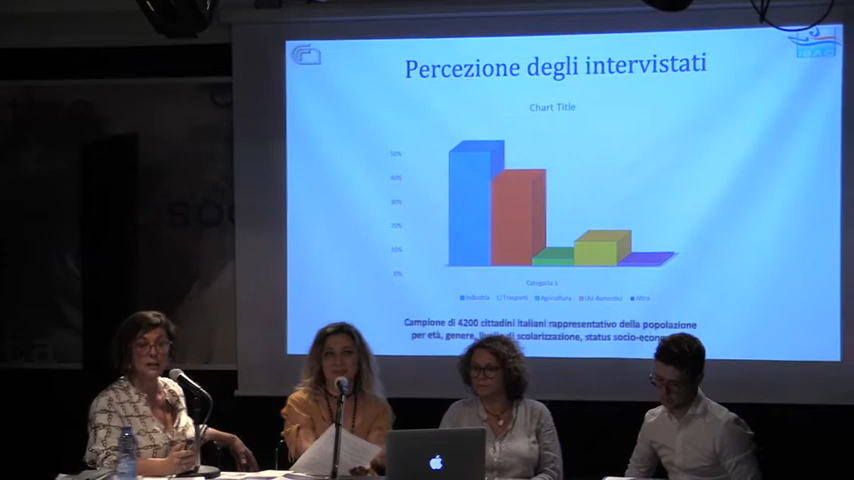 Percezione degli intervistati
Chart Title
50%
40%
30%
20%
10%
0%
Categoria 1
Industria Trasporti Agricoltura Usi domestici Altro
Campione di 4200 cittadini italiani rappresentativo della popolazione
per età, genere, livello di scolarizzazione, status socio-econo